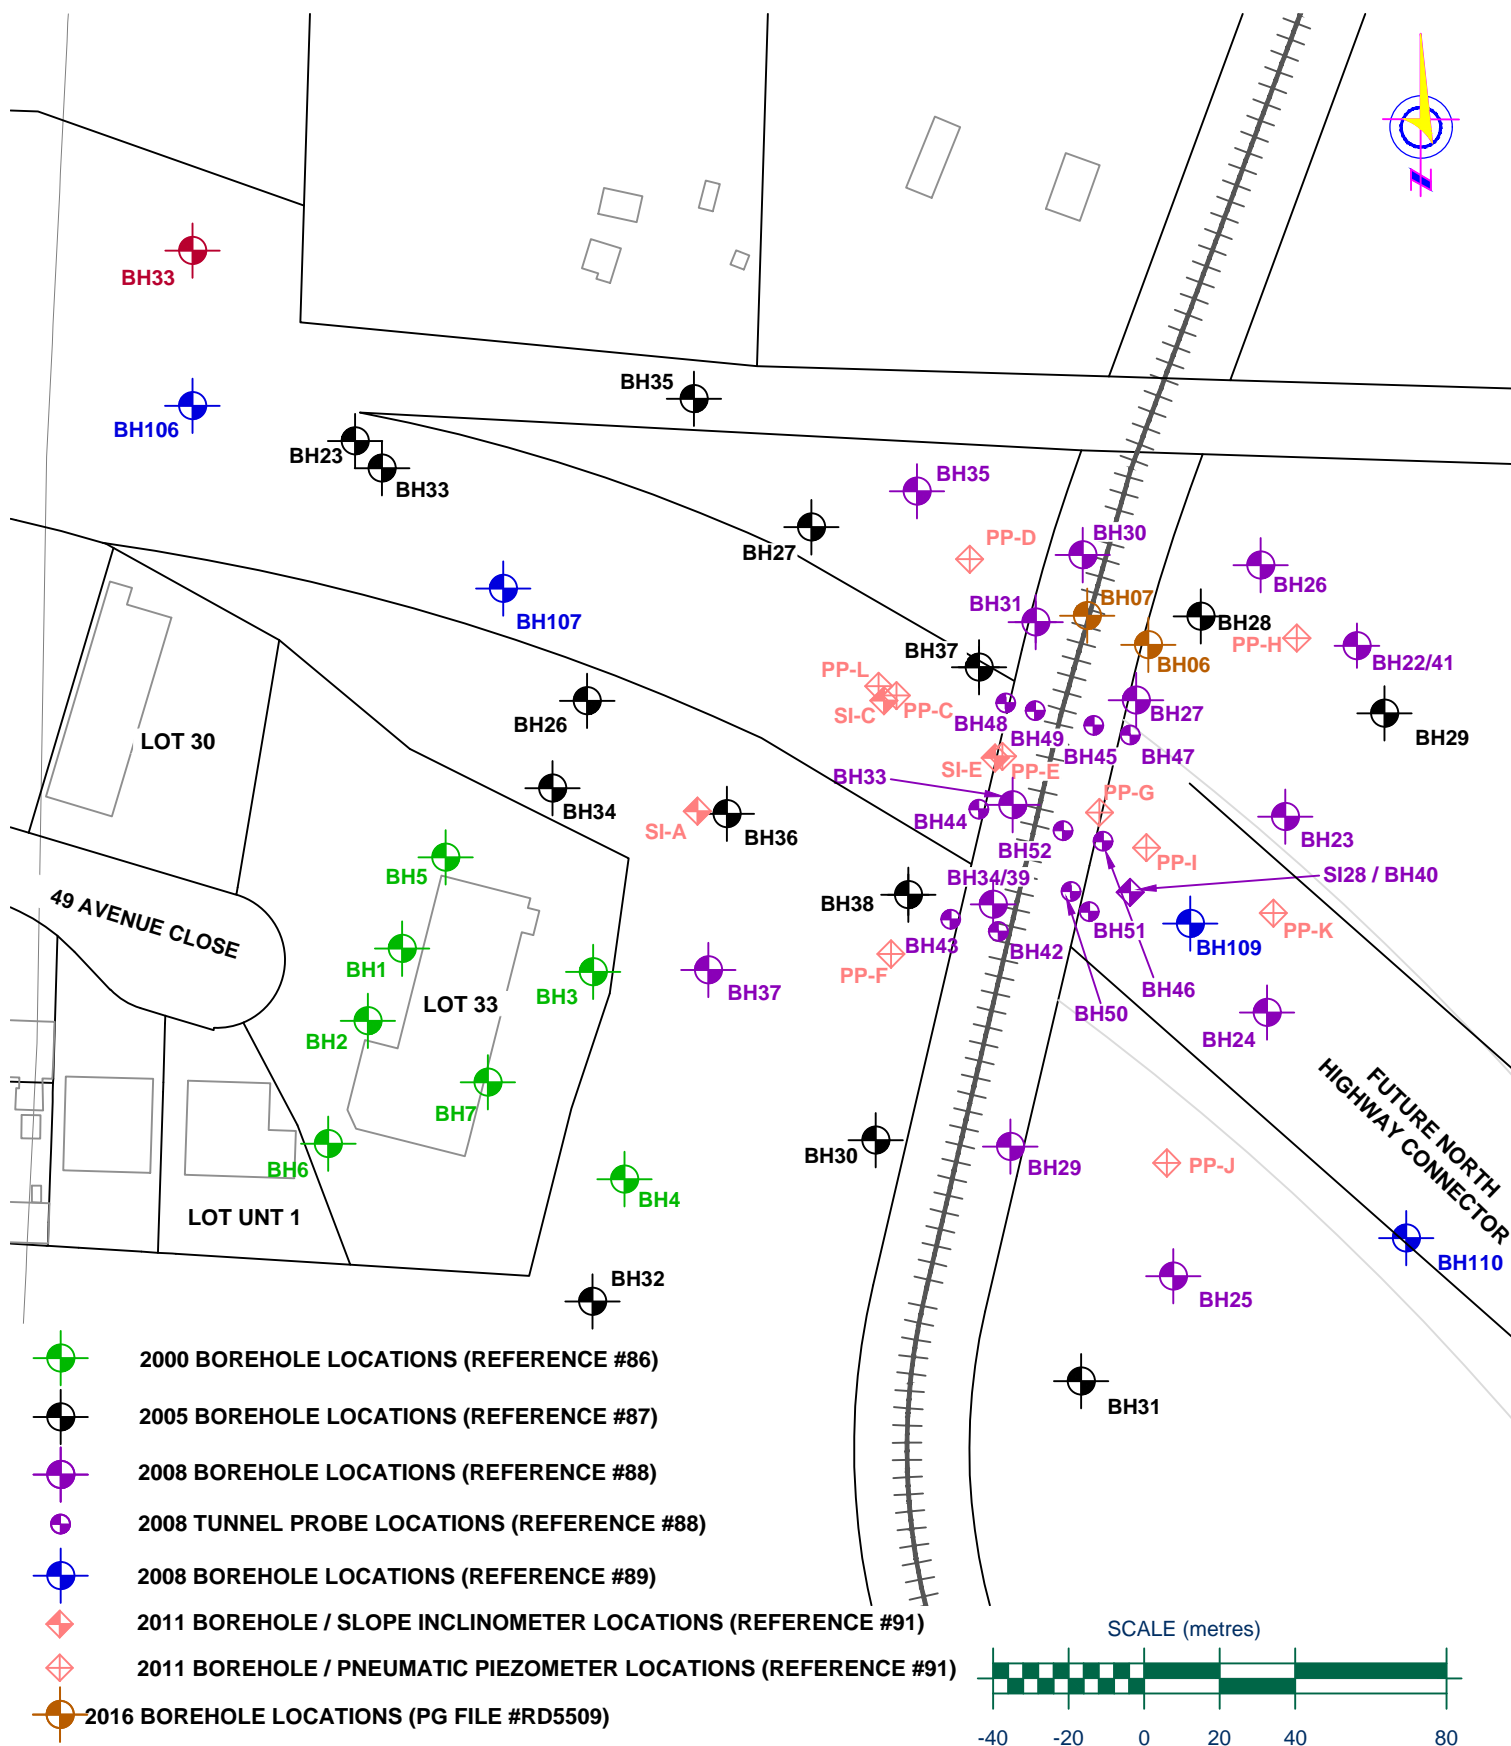 N
BH33
BH35
BH106
BH23
BH33
BH35
BH27
PP-D
BH30
BH26
BH107
BH31
BH07
BH28
PP-H
BH06
BH22/41
BH37
PP-L
SI-C
PP-C
BH48
BH49
BH45
BH47
BH27
BH29
BH26
LOT 30
SI-E
PP-E
BH33
PP-G
BH34
SI-A
BH36
BH44
BH52
PP-I
BH23
BH5
BH34/39
SI28 / BH40
BH38
49 AVENUE CLOSE
BH43
BH42
BH51
BH109
PP-K
BH1
BH3
BH37
PP-F
BH46
LOT 33
BH50
BH24
BH2
BH7
FUTURE NORTH
HIGHWAY CONNECTOR
BH30
BH29
PP-J
BH6
BH4
LOT UNT 1
BH110
BH32
BH25
BH31
2000 BOREHOLE LOCATIONS (REFERENCE #86)
2005 BOREHOLE LOCATIONS (REFERENCE #87)
2008 BOREHOLE LOCATIONS (REFERENCE #88)
2008 TUNNEL PROBE LOCATIONS (REFERENCE #88)
2008 BOREHOLE LOCATIONS (REFERENCE #89)
2011 BOREHOLE / SLOPE INCLINOMETER LOCATIONS (REFERENCE #91)
2011 BOREHOLE / PNEUMATIC PIEZOMETER LOCATIONS (REFERENCE #91)
2016 BOREHOLE LOCATIONS (PG FILE #RD5509)
SCALE (metres)
-40 -20 0 20 40 80